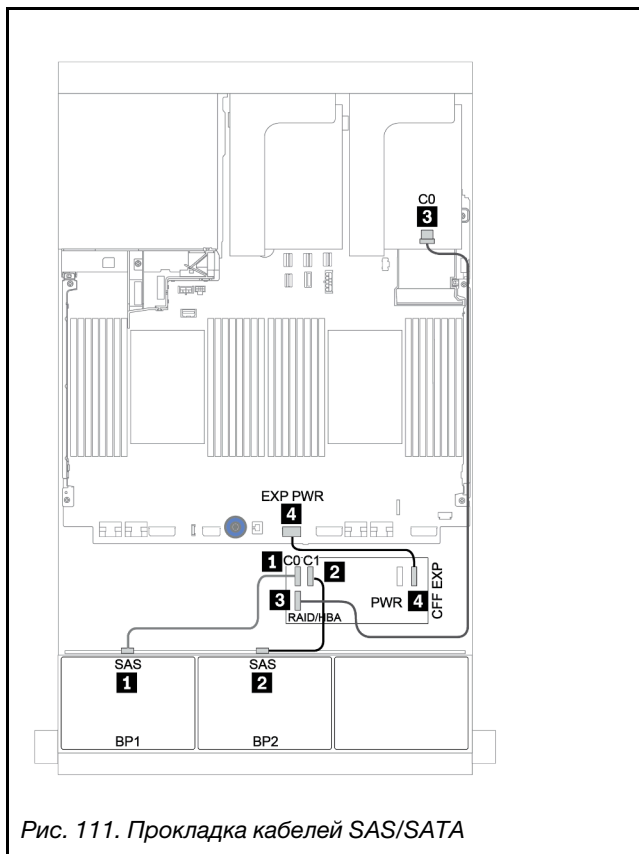 C0
3
EXP PWR
4
1 C0 C1 2
3 PWR 4 CFF EXP
RAID/HBA
SAS SAS
1 2
BP1 BP2
Рис. 111. Прокладка кабелей SAS/SATA